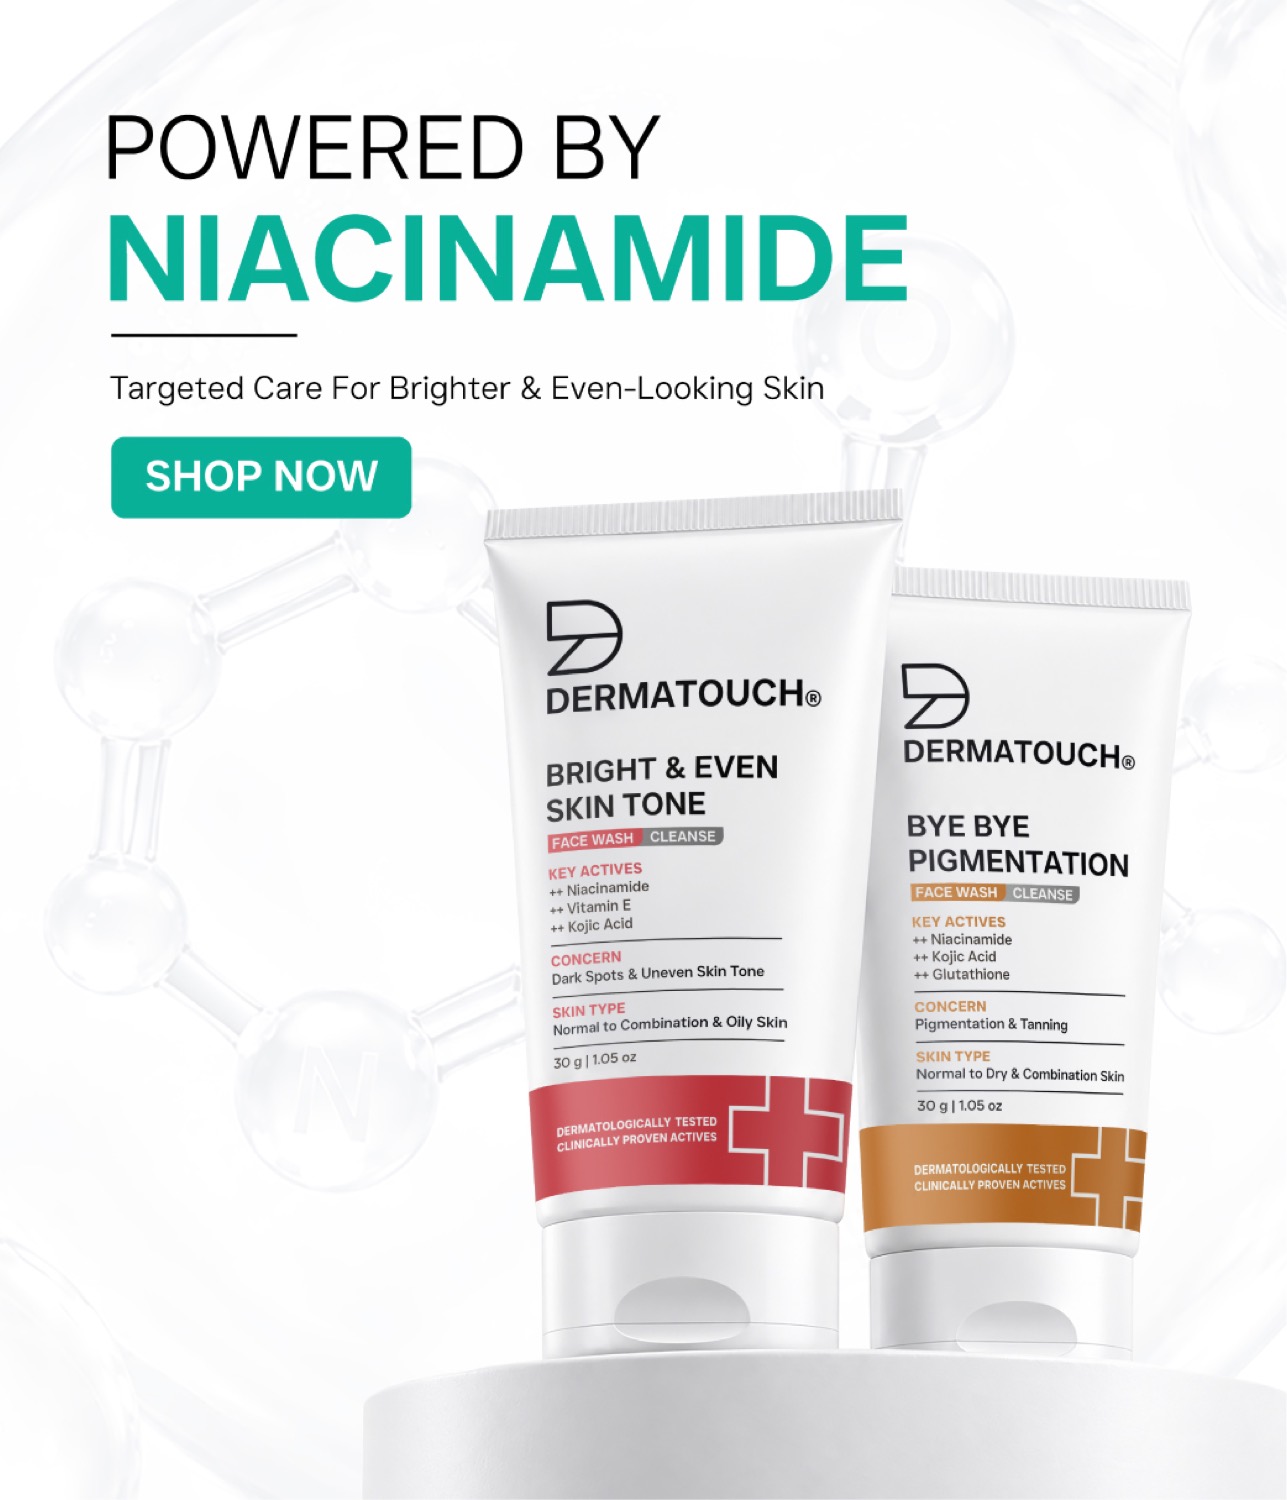 POWERED BY
NIACINAMIDE
Targeted Care For Brighter & Even-Looking Skin
SHOP NOW
DERMATOUCH®
BRIGHT & EVEN
SKIN TONE
FACE WASH CLEANSE
KEY ACTIVES
++ Niacinamide
++ Vitamin E
++ Kojic Acid
CONCERN
Dark Spots & Uneven Skin Tone
SKIN TYPE
Normal to Combination & Oily Skin
30 g | 1.05 oz
DERMATOLOGICALLY TESTED
CLINICALLY PROVEN ACTIVES
DERMATOUCH®
BYE BYE
PIGMENTATION
FACE WASH CLEANSE
KEY ACTIVES
++ Niacinamide
++ Kojic Acid
++ Glutathione
CONCERN
Pigmentation & Tanning
SKIN TYPE
Normal to Dry & Combination Skin
30 g | 1.05 oz
DERMATOLOGICALLY TESTED
CLINICALLY PROVEN ACTIVES
O
N